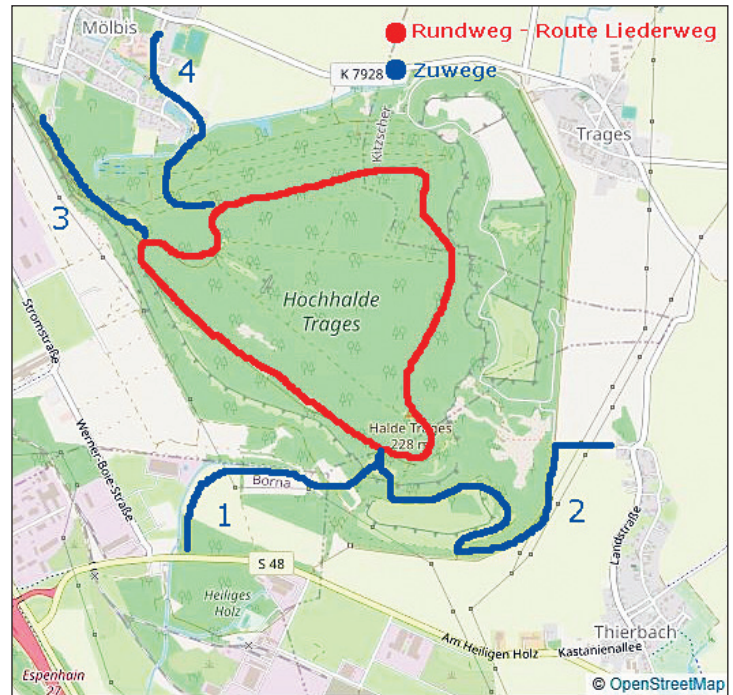 Mölbis
Rundweg - Route Liederweg
K 7928
Zuwege
4
Kitzscher
Trages
3
Hochhalde
Trages
Stromstraße
Halde Trages
228 m
Werner-Bole-Straße
Borna
1
2
Landstraße
S 48
Heiliges
Holz
Am Heiligen Holz
Thierbach
Kastanienallee
Espenhain
27
© OpenStreetMap